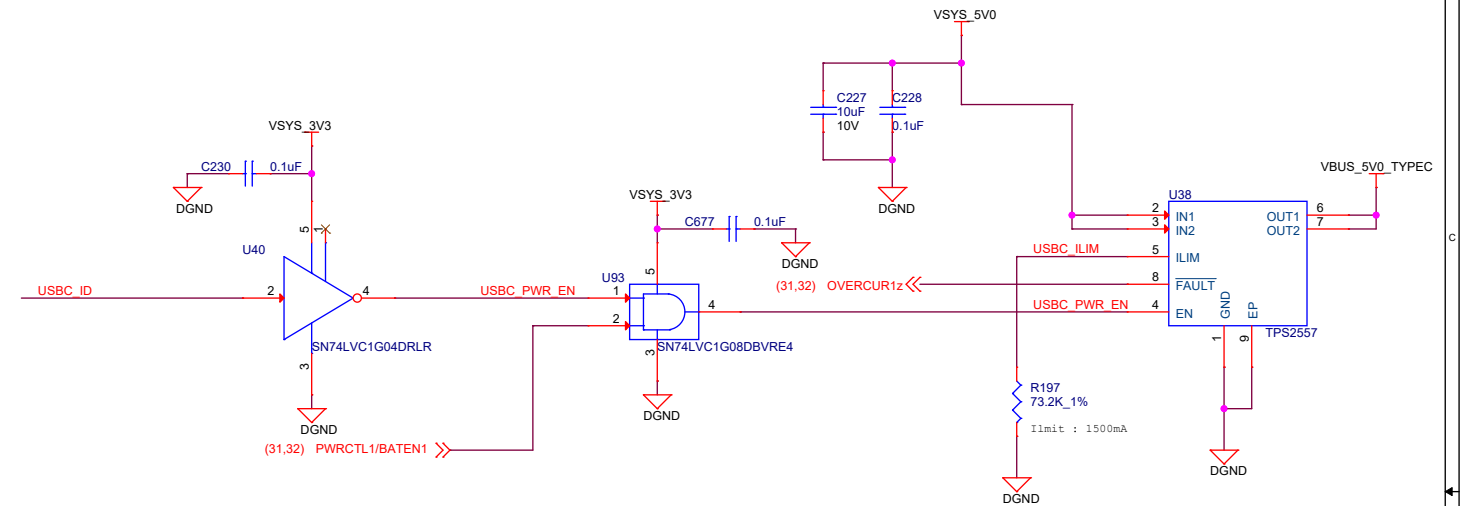 VSYS_5V0
C227
10uF
10V
C228
0.1uF
VSYS_3V3
C230
0.1uF
DGND
DGND
VBUS_5V0_TYPEC
VSYS_3V3
C677
0.1uF
DGND
U38
2
IN1
OUT1
6
3
IN2
OUT2
7
5
1
U40
USBC_ILIM
5
ILIM
C
U93
5
(31,32) OVERCUR1z
8
FAULT
USBC_ID
2
4
USBC_PWR_EN
1
4
USBC_PWR_EN
4
EN
GND
EP
2
SN74LVC1G04DRLR
3
SN74LVC1G08DBVRE4
3
1
9
TPS2557
DGND
DGND
R197
73.2K_1%
Ilmit : 1500mA
(31,32) PWRCTL1/BATEN1
DGND
DGND